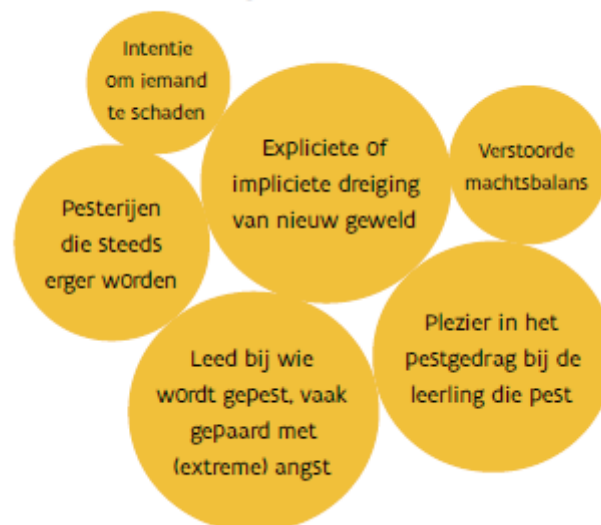 Intentie
om iemand
te schaden
Expliciete of
impliciete dreiging
van nieuw geweld
Verstoorde
machtsbalans
Pesterijen
die steeds
erger worden
Plezier in het
pestgedrag bij de
leerling die pest
Leed bij wie
wordt gepest, vaak
gepaard met
(extreme) angst